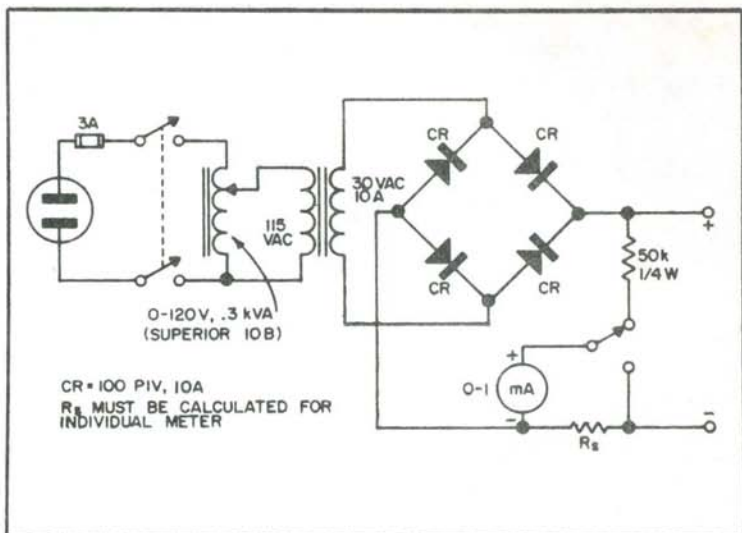 3A
CR
CR
30 VAC
10 A
115
VAC
+
50k
1/4 W
CR
CR
0-120V, .3 kVA
(SUPERIOR 10B)
+
0-1
mA
-
-
CR = 100 PIV, 10A
Rs MUST BE CALCULATED FOR
INDIVIDUAL METER
Rs